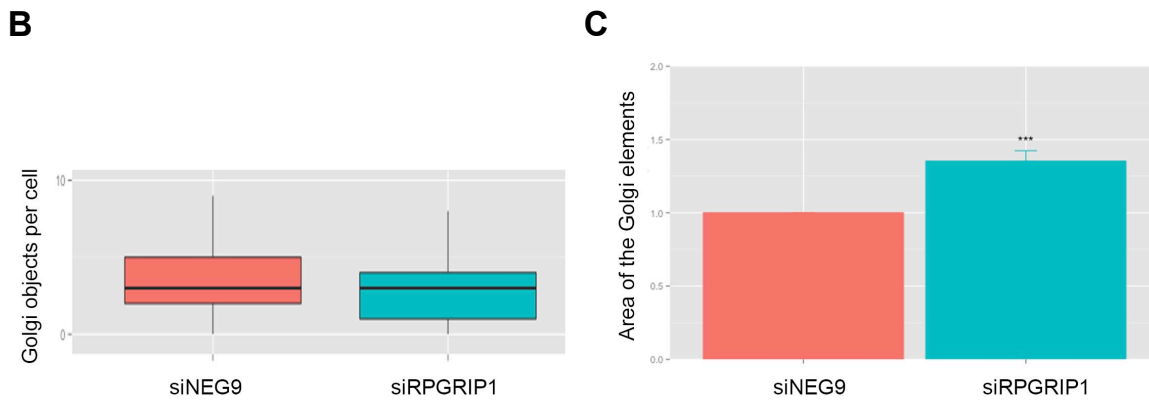 B
Golgi objects per cell
10
0
siNEG9
siRPGRIP1
C
Area of the Golgi elements
2.0
1.5
1.0
0.5
0.0
***
siNEG9
siRPGRIP1